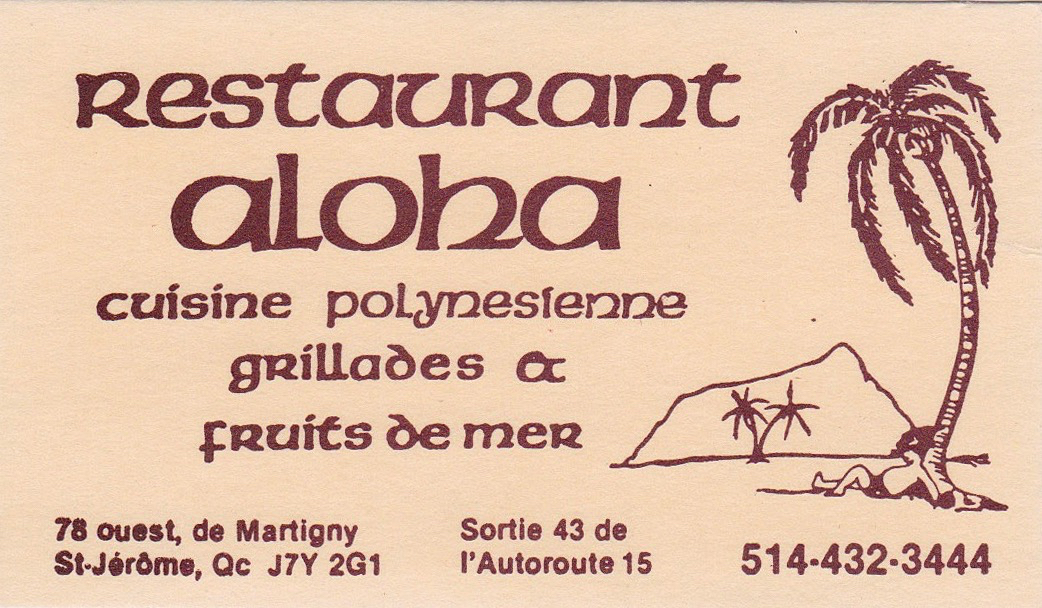 Restaurant
aloha
cuisine polynesienne
grillades &
fruits de mer
78 ouest, de Martigny
St-Jérôme, Qc J7Y 2G1
Sortie 43 de
l'Autoroute 15
514-432-3444